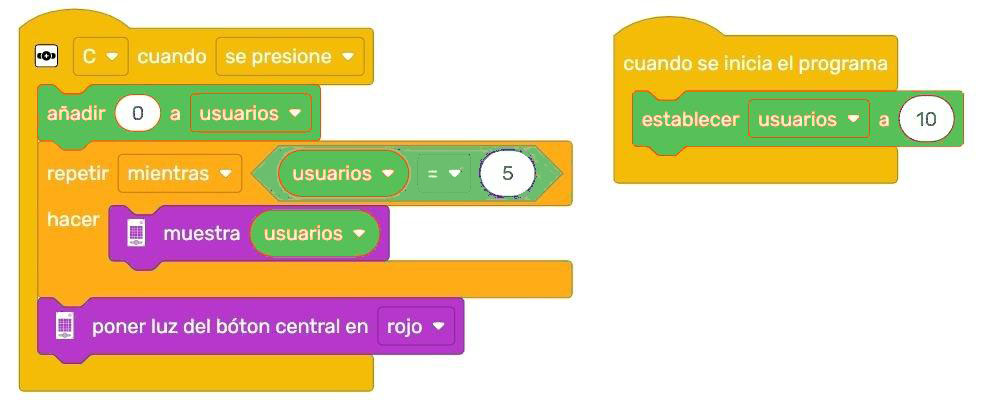 C cuando se presione
añadir 0 a usuarios
repetir mientras usuarios = 5
hacer muestra usuarios
poner luz del bóton central en rojo
cuando se inicia el programa
establecer usuarios a 10